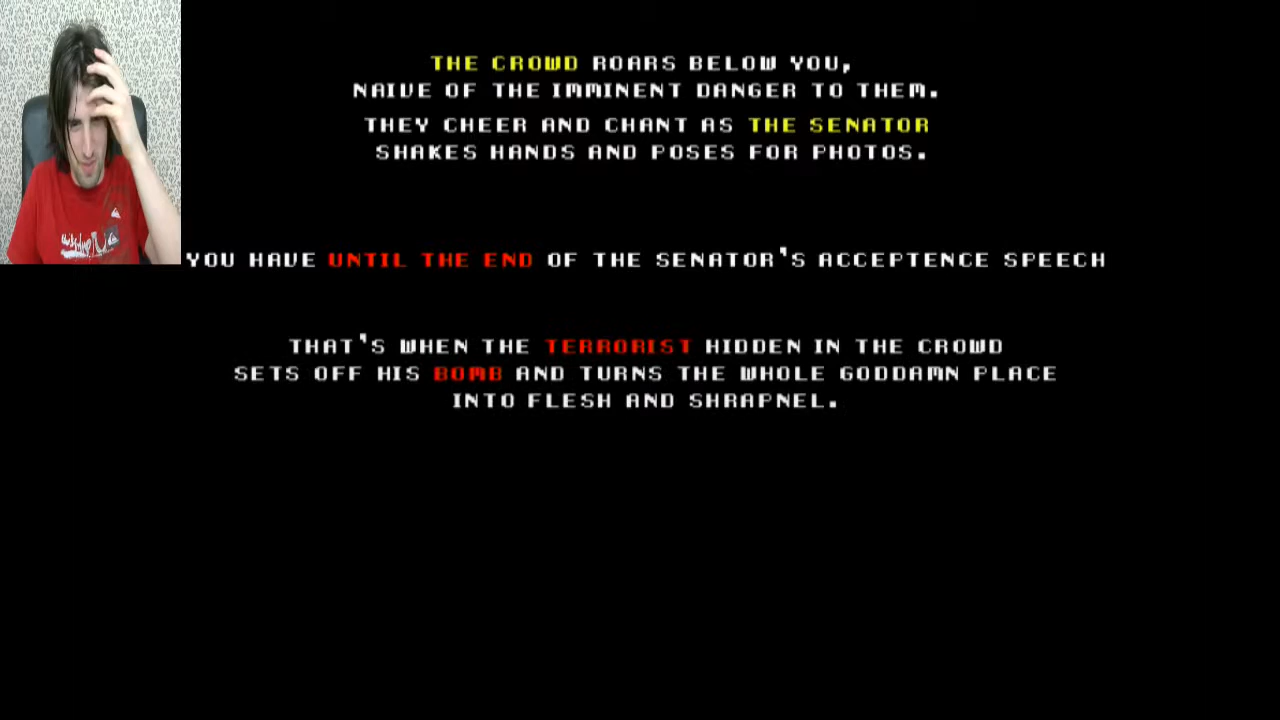 THE CROWD ROARS BELOW YOU,
NAIVE OF THE IMMINENT DANGER TO THEM.
THEY CHEER AND CHANT AS THE SENATOR
SHAKES HANDS AND POSES FOR PHOTOS.
YOU HAVE UNTIL THE END OF THE SENATOR'S ACCEPTENCE SPEECH
THAT'S WHEN THE TERRORIST HIDDEN IN THE CROWD
SETS OFF HIS BOMB AND TURNS THE WHOLE GODDAMN PLACE
INTO FLESH AND SHRAPNEL.